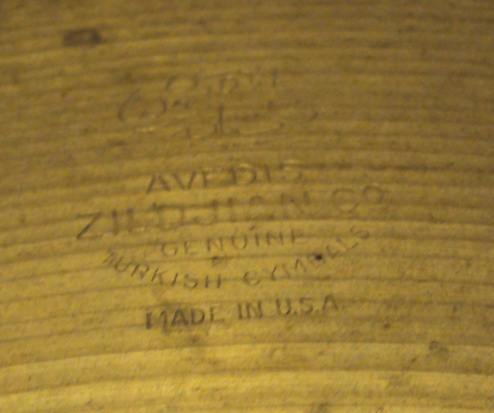 AVEDIS
ZILDJIAN CO
GENUINE
TURKISH CYMBALS
MADE IN U.S.A.